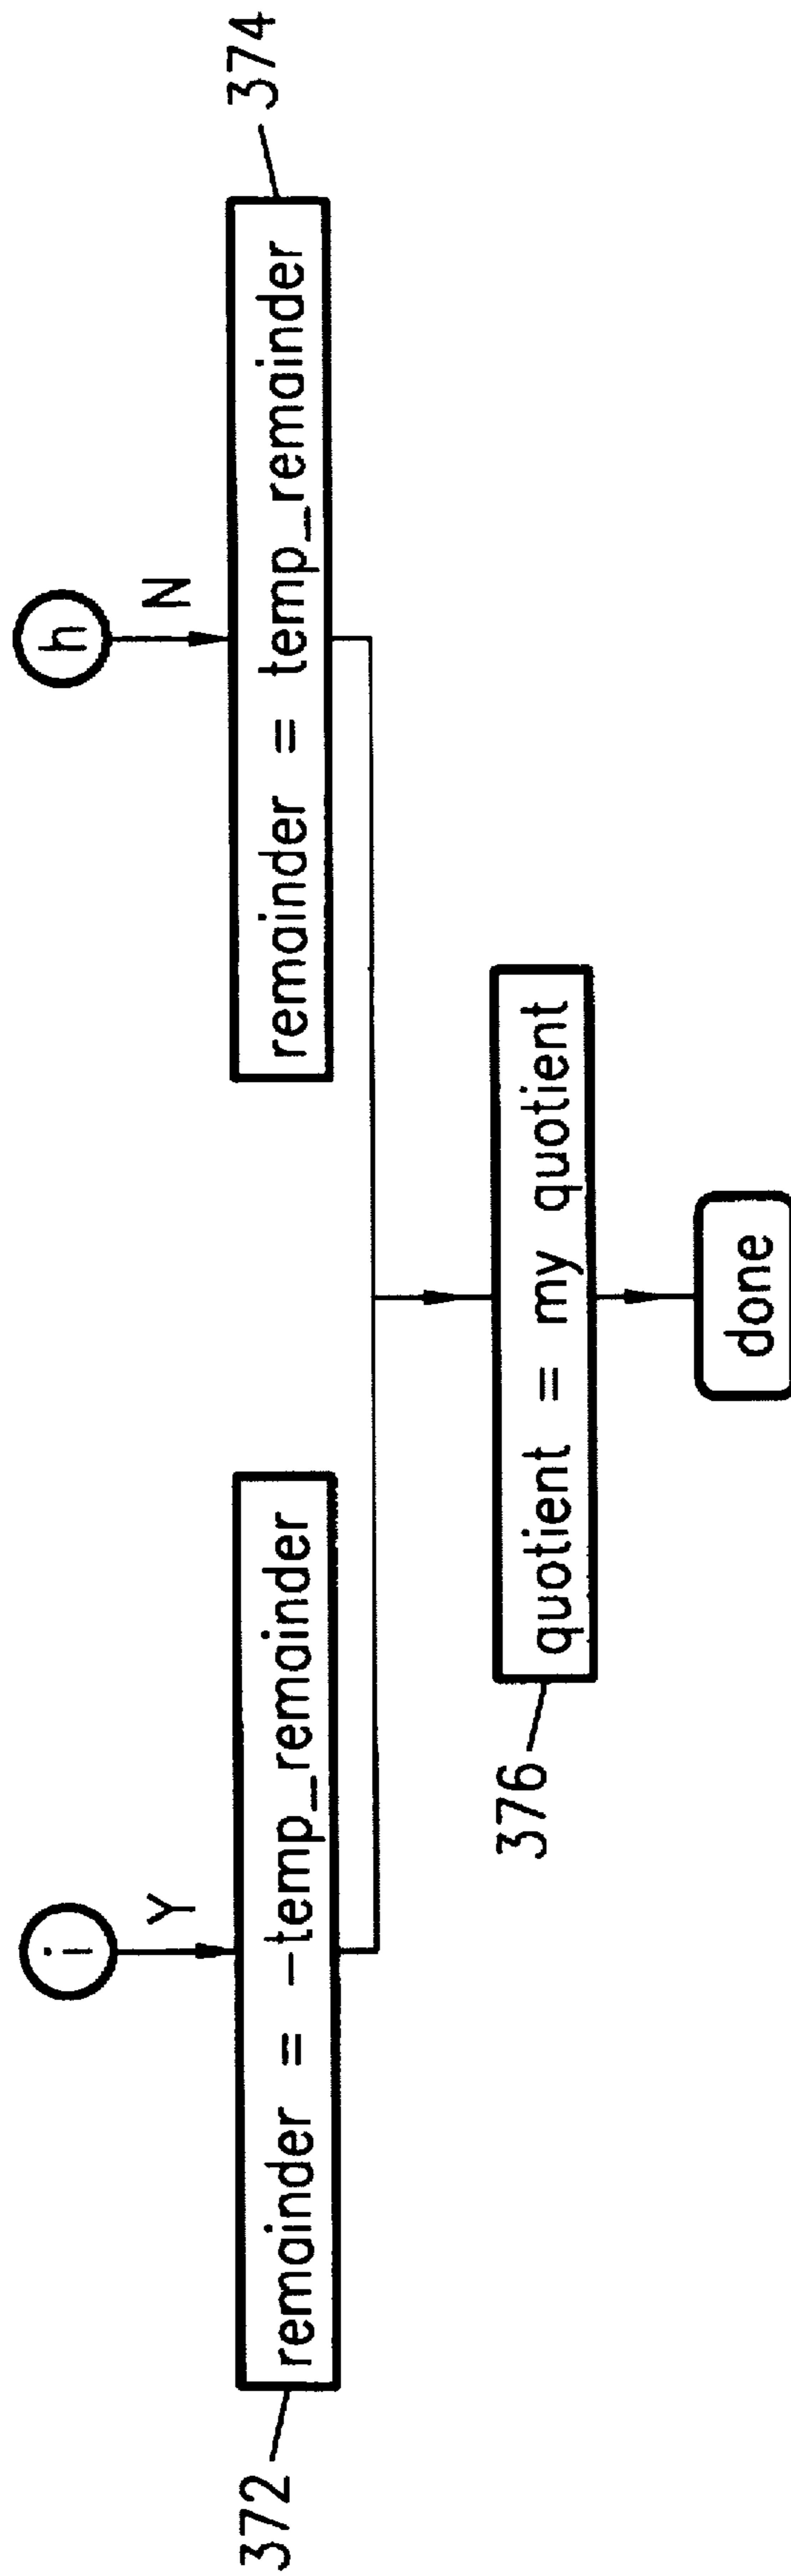 i
h
Y
N
372
remainder = -temp_remainder
remainder = temp_remainder
374
376
quotient = my quotient
done